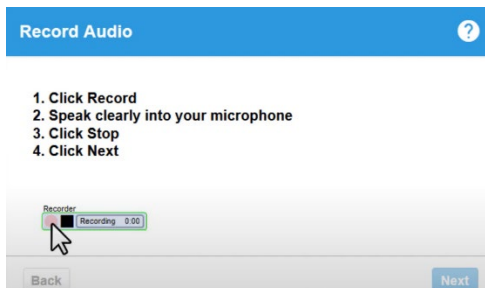 Record Audio
?
1. Click Record
2. Speak clearly into your microphone
3. Click Stop
4. Click Next
Recorder
Recording 0:00
Back Next